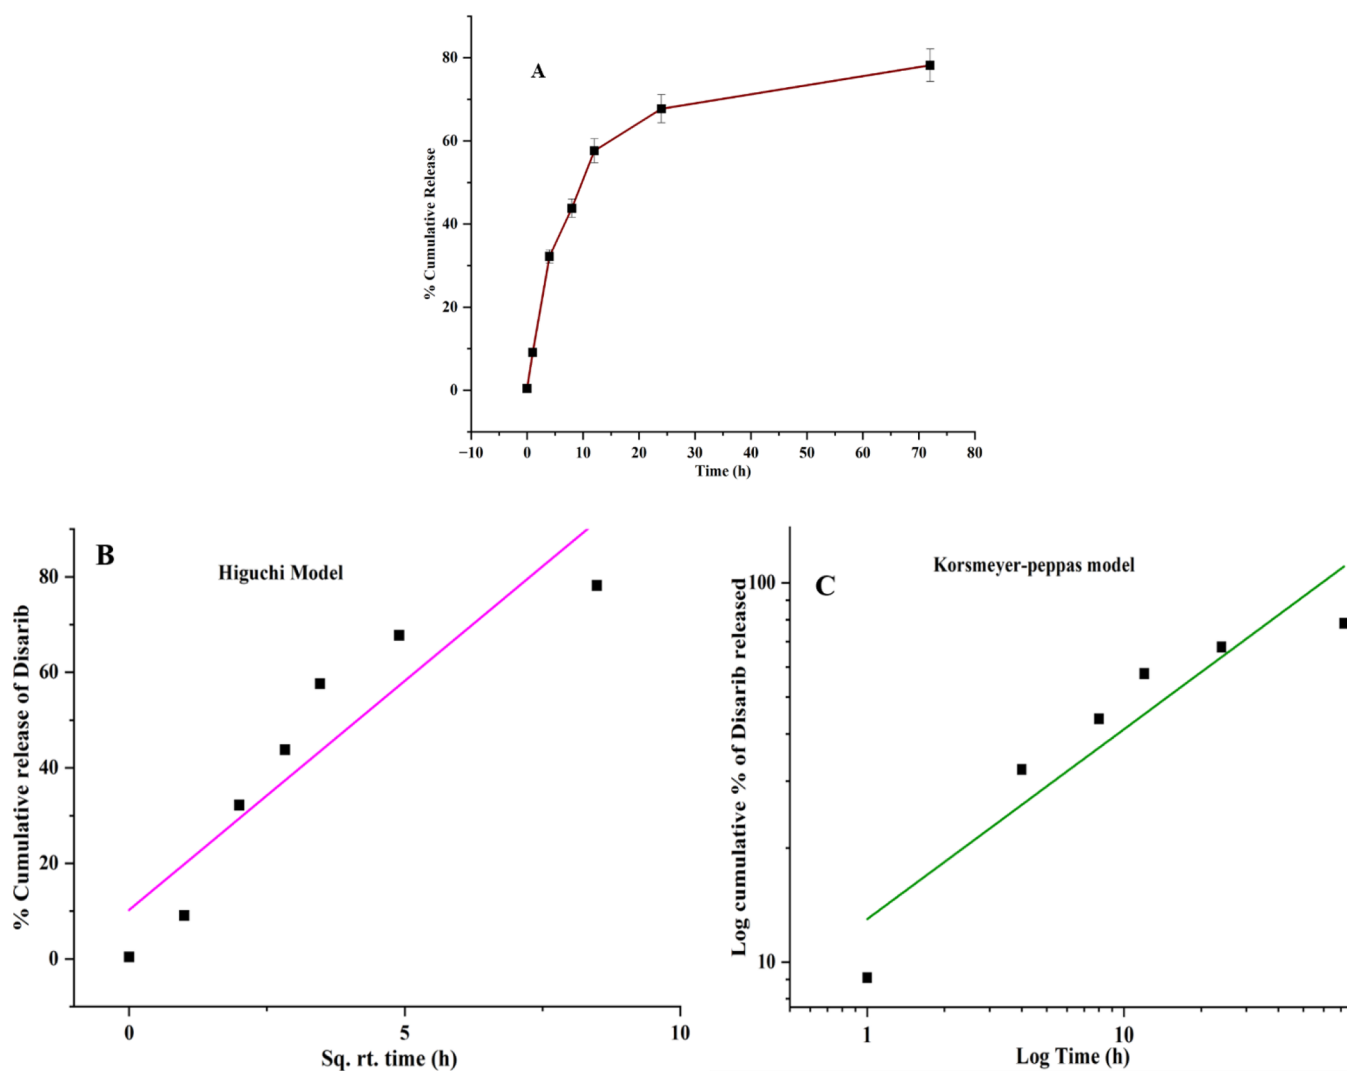 A
80
60
40
20
0
% Cumulative Release
−10 0 10 20 30 40 50 60 70 80
Time (h)
B
Higuchi Model
80
60
40
20
0
% Cumulative release of Disarib
0 5 10
Sq. rt. time (h)
C
Korsmeyer-peppas model
100
10
Log cumulative % of Disarib released
1 10
Log Time (h)